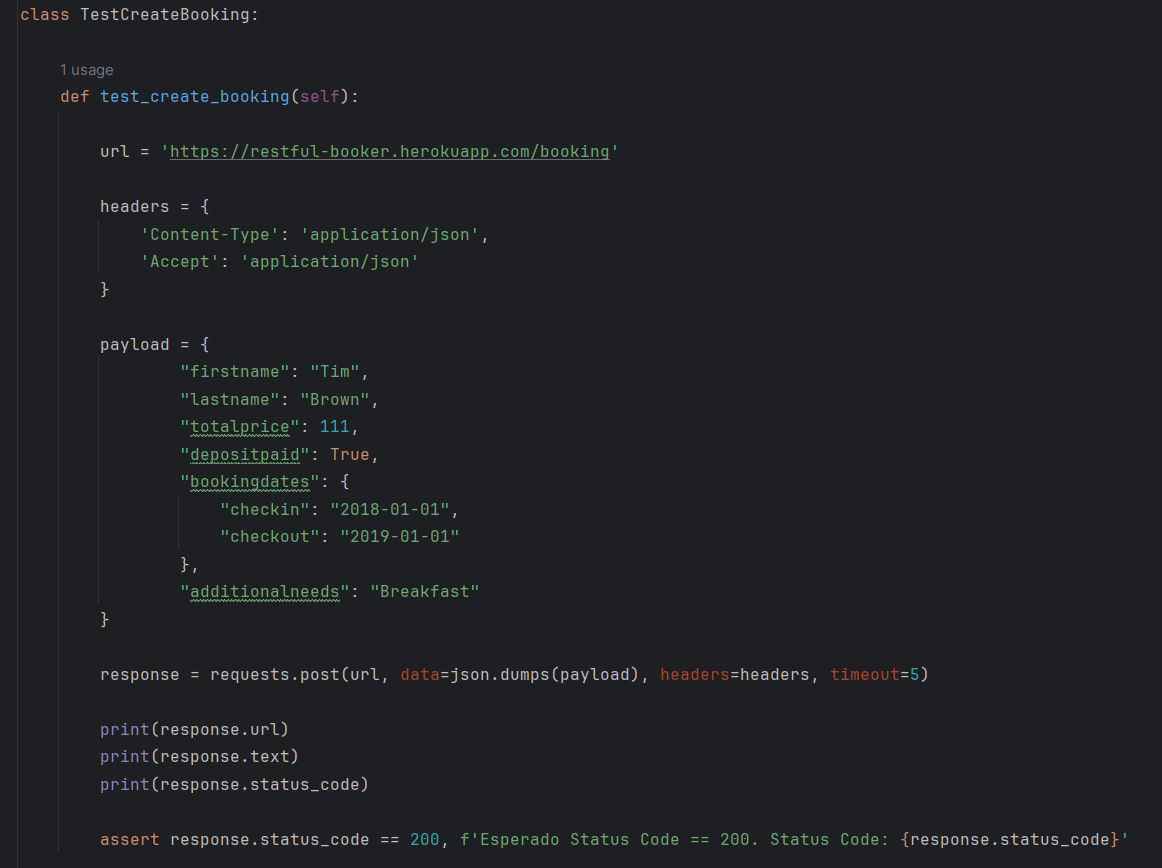 class TestCreateBooking:
1 usage
def test_create_booking(self):
url = 'https://restful-booker.herokuapp.com/booking'
headers = {
'Content-Type': 'application/json',
'Accept': 'application/json'
}
payload = {
"firstname": "Tim",
"lastname": "Brown",
"totalprice": 111,
"depositpaid": True,
"bookingdates": {
"checkin": "2018-01-01",
"checkout": "2019-01-01"
},
"additionalneeds": "Breakfast"
}
response = requests.post(url, data=json.dumps(payload), headers=headers, timeout=5)
print(response.url)
print(response.text)
print(response.status_code)
assert response.status_code == 200, f'Esperado Status Code == 200. Status Code: {response.status_code}'